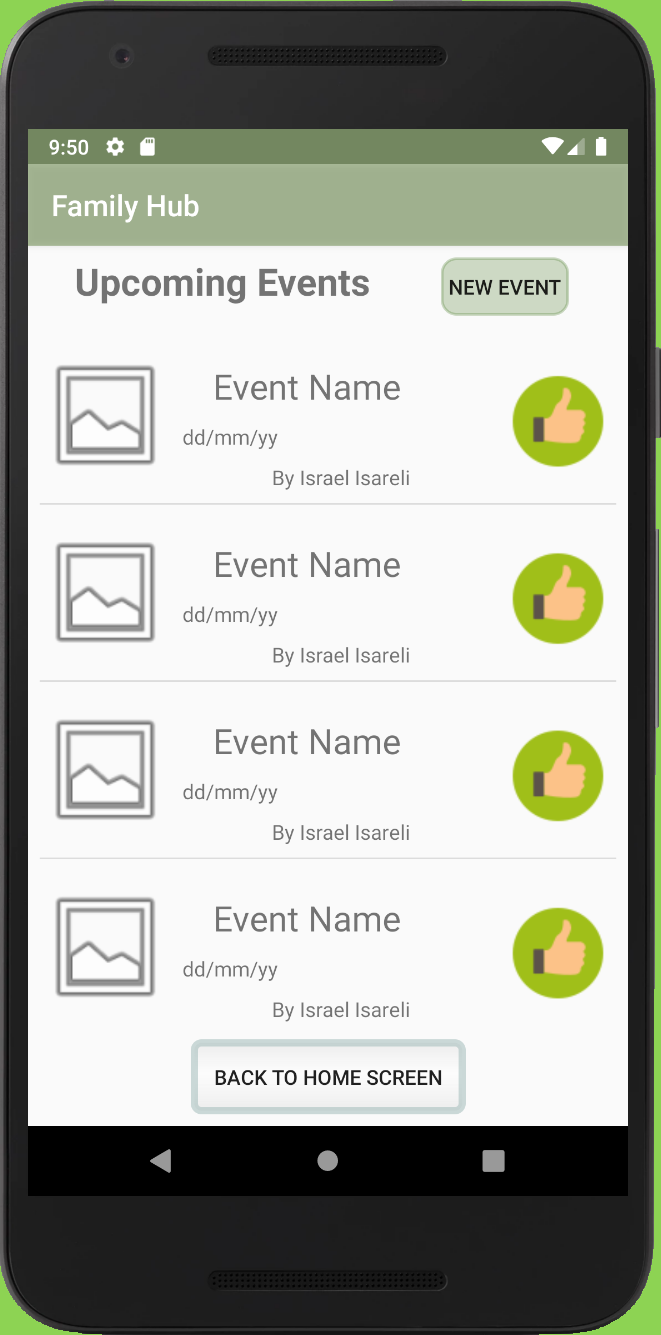 9:50
Family Hub
Upcoming Events
NEW EVENT
Event Name
dd/mm/yy
By Israel Isareli
Event Name
dd/mm/yy
By Israel Isareli
Event Name
dd/mm/yy
By Israel Isareli
Event Name
dd/mm/yy
By Israel Isareli
BACK TO HOME SCREEN